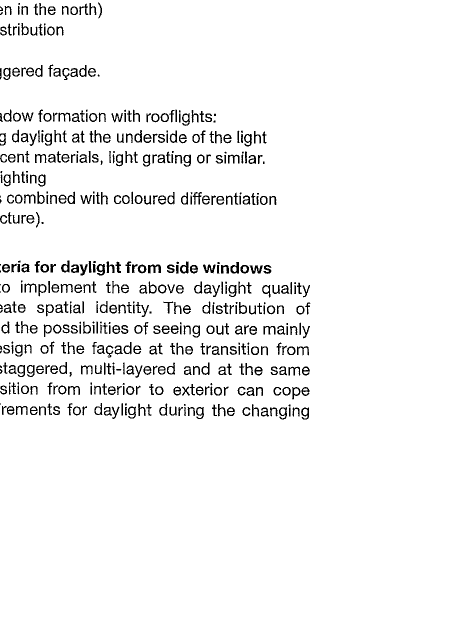 en in the north)
stribution
ggered façade.
adow formation with rooflights:
g daylight at the underside of the light
cent materials, light grating or similar.
ighting
s combined with coloured differentiation
cture).
teria for daylight from side windows
to implement the above daylight quality
eate spatial identity. The distribution of
d the possibilities of seeing out are mainly
esign of the façade at the transition from
staggered, multi-layered and at the same
sition from interior to exterior can cope
irements for daylight during the changing